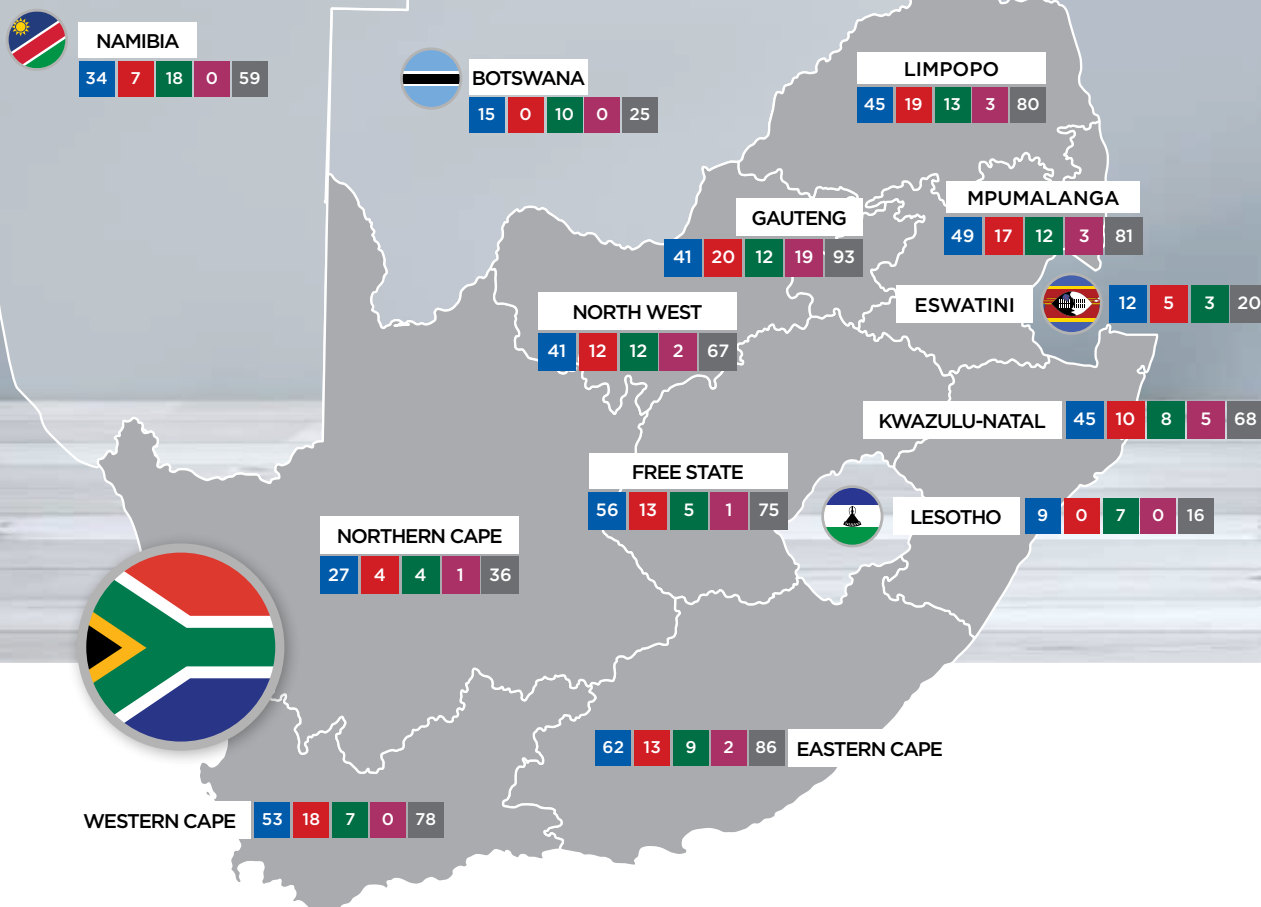 NAMIBIA
34 7 18 0 59
BOTSWANA
15 0 10 0 25
LIMPOPO
45 19 13 3 80
MPUMALANGA
49 17 12 3 81
GAUTENG
41 20 12 19 93
ESWATINI 12 5 3 20
NORTH WEST
41 12 12 2 67
KWAZULU-NATAL 45 10 8 5 68
FREE STATE
56 13 5 1 75
LESOTHO 9 0 7 0 16
NORTHERN CAPE
27 4 4 1 36
62 13 9 2 86 EASTERN CAPE
WESTERN CAPE 53 18 7 0 78